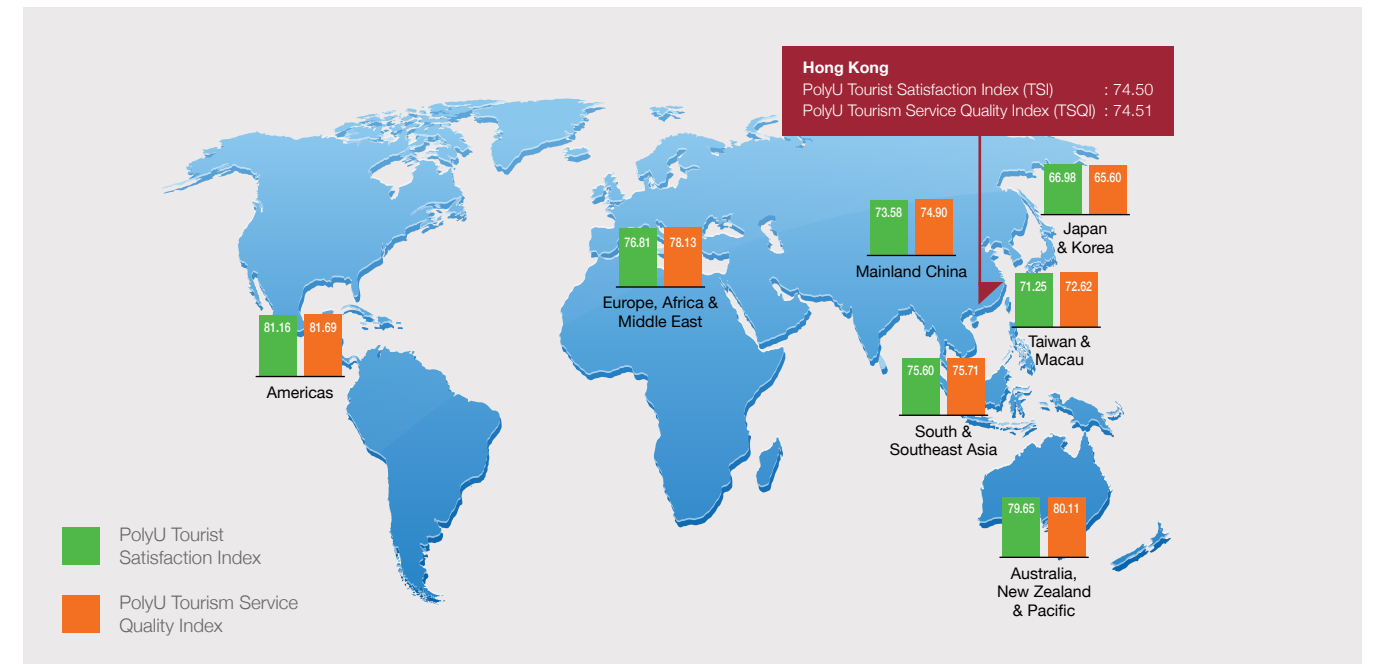 Hong Kong
PolyU Tourist Satisfaction Index (TSI) : 74.50
PolyU Tourism Service Quality Index (TSQI) : 74.51
66.98 65.60
Japan
& Korea
73.58 74.90
Mainland China
76.81 78.13
Europe, Africa &
Middle East
71.25 72.62
Taiwan &
Macau
81.16 81.69
Americas
75.60 75.71
South &
Southeast Asia
79.65 80.11
Australia,
New Zealand
& Pacific
PolyU Tourist
Satisfaction Index
PolyU Tourism Service
Quality Index